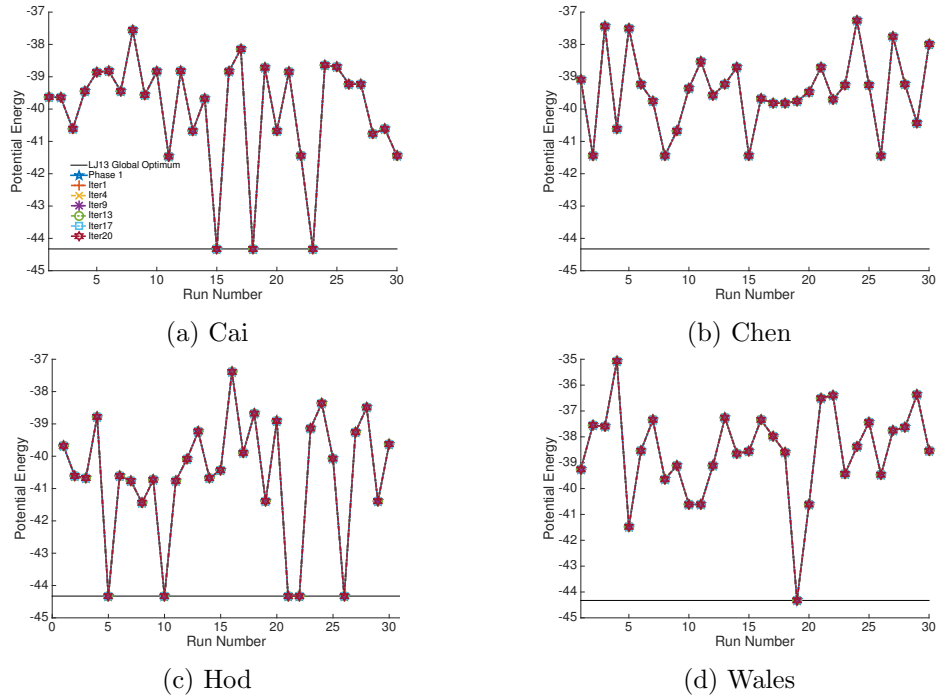 -37
-38
-39
-40
-41
-42
-43
-44
-45
Potential Energy
LJ13 Global Optimum
Phase 1
Iter1
Iter4
Iter9
Iter13
Iter17
Iter20
5 10 15 20 25 30
Run Number
(a) Cai
-37
-38
-39
-40
-41
-42
-43
-44
-45
Potential Energy
5 10 15 20 25 30
Run Number
(b) Chen
-37
-38
-39
-40
-41
-42
-43
-44
-45
Potential Energy
0 5 10 15 20 25 30
Run Number
(c) Hod
-35
-36
-37
-38
-39
-40
-41
-42
-43
-44
-45
Potential Energy
5 10 15 20 25 30
Run Number
(d) Wales